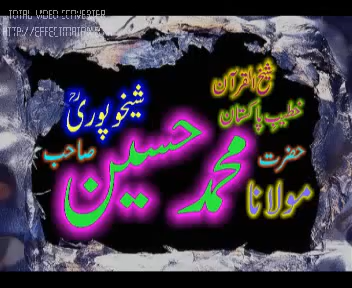 TOTAL VIDEO CONVERTER
HTTP://EFFECTMATRIX.C
شیخ القرآن
خطیب پاکستان
حضرت
مولانا
محمد حسین
شیخوپوریؒ
صاحب